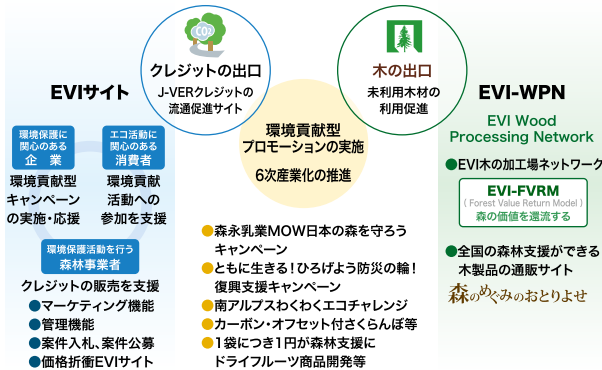 EVIサイト
環境保護に
関心のある
企 業
環境貢献型
キャンペーン
の実施・応援
エコ活動に
関心のある
消費者
環境貢献
活動への
参加を支援
環境保護活動を行う
森林事業者
クレジットの販売を支援
●マーケティング機能
●管理機能
●案件入札、案件公募
●価格折衝EVIサイト
CO2
クレジットの出口
J-VERクレジットの
流通促進サイト
木の出口
未利用木材の
利用促進
環境貢献型
プロモーションの実施
6次産業化の推進
●森永乳業MOW日本の森を守ろう
キャンペーン
●ともに生きる!ひろげよう防災の輪!
復興支援キャンペーン
●南アルプスわくわくエコチャレンジ
●カーボン・オフセット付さくらんぼ等
●1袋につき1円が森林支援に
ドライフルーツ商品開発等
EVI-WPN
EVI Wood
Processing Network
●EVI木の加工場ネットワーク
EVI-FVRM
( Forest Value Return Model )
森の価値を還流する
●全国の森林支援ができる
木製品の通販サイト
森のめぐみのおとりよせ